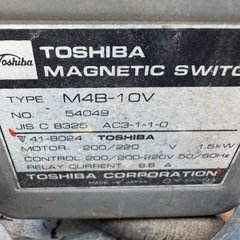 Toshiba
TOSHIBA
MAGNETIC SWITC
TYPE M4B-10V
NO. 54049
JIS C 8325 AC3-1-1-0
41-8024 TOSHIBA
MOTOR 200/220 V 1.5kW
CONTROL 200/200-220V 50/60Hz
RELAY-CURRENT 6.6 A
TOSHIBA CORPORATION
MADE IN JAPAN